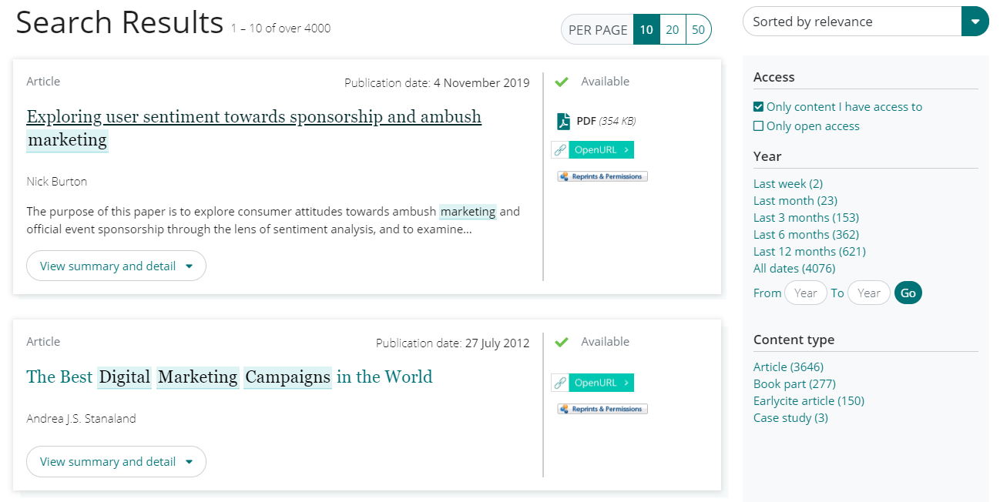 Search Results 1 – 10 of over 4000
PER PAGE 10 20 50
Sorted by relevance
Article
Publication date: 4 November 2019
Exploring user sentiment towards sponsorship and ambush
marketing
Nick Burton
The purpose of this paper is to explore consumer attitudes towards ambush marketing and
official event sponsorship through the lens of sentiment analysis, and to examine...
View summary and detail
Available
PDF (354 KB)
OpenURL >
Reprints & Permissions
Article
Publication date: 27 July 2012
The Best Digital Marketing Campaigns in the World
Andrea J.S. Stanaland
View summary and detail
Available
OpenURL >
Reprints & Permissions
Access
Only content I have access to
Only open access
Year
Last week (2)
Last month (23)
Last 3 months (153)
Last 6 months (362)
Last 12 months (621)
All dates (4076)
From Year To Year Go
Content type
Article (3646)
Book part (277)
Earlycite article (150)
Case study (3)